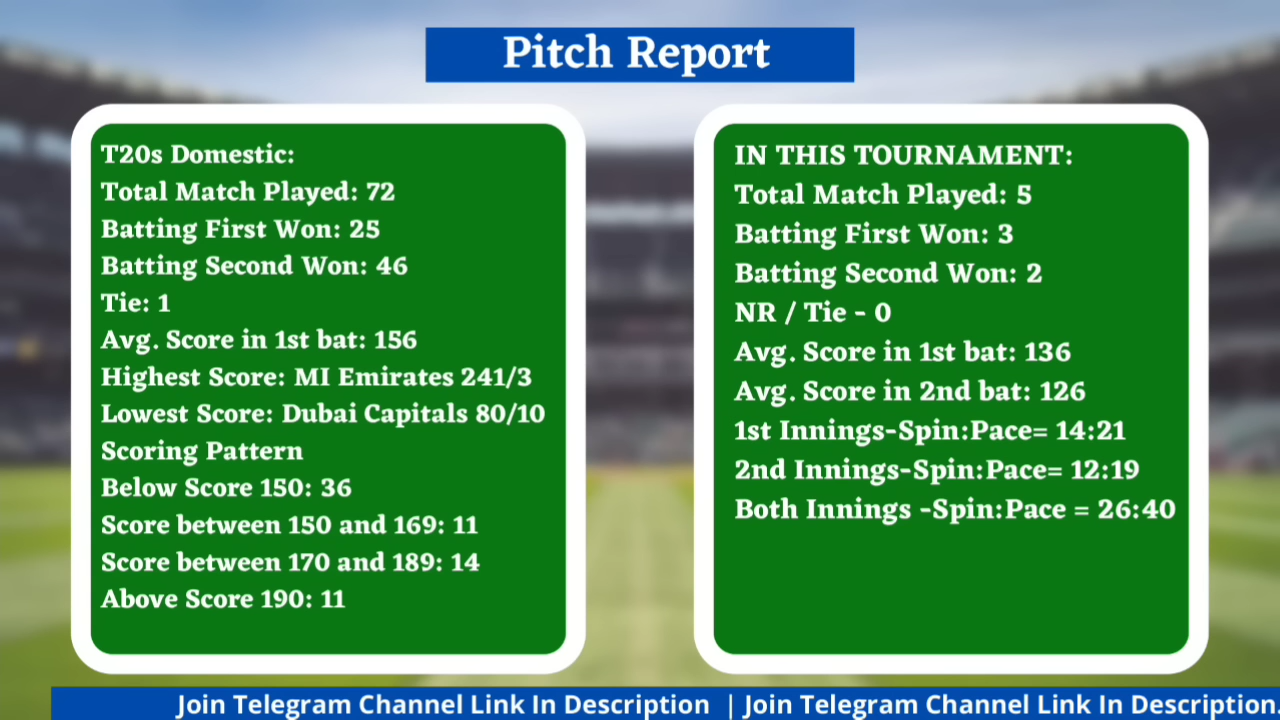 Pitch Report
T20s Domestic:
Total Match Played: 72
Batting First Won: 25
Batting Second Won: 46
Tie: 1
Avg. Score in 1st bat: 156
Highest Score: MI Emirates 241/3
Lowest Score: Dubai Capitals 80/10
Scoring Pattern
Below Score 150: 36
Score between 150 and 169: 11
Score between 170 and 189: 14
Above Score 190: 11
IN THIS TOURNAMENT:
Total Match Played: 5
Batting First Won: 3
Batting Second Won: 2
NR / Tie - 0
Avg. Score in 1st bat: 136
Avg. Score in 2nd bat: 126
1st Innings-Spin:Pace= 14:21
2nd Innings-Spin:Pace= 12:19
Both Innings -Spin:Pace = 26:40
Join Telegram Channel Link In Description | Join Telegram Channel Link In Description.